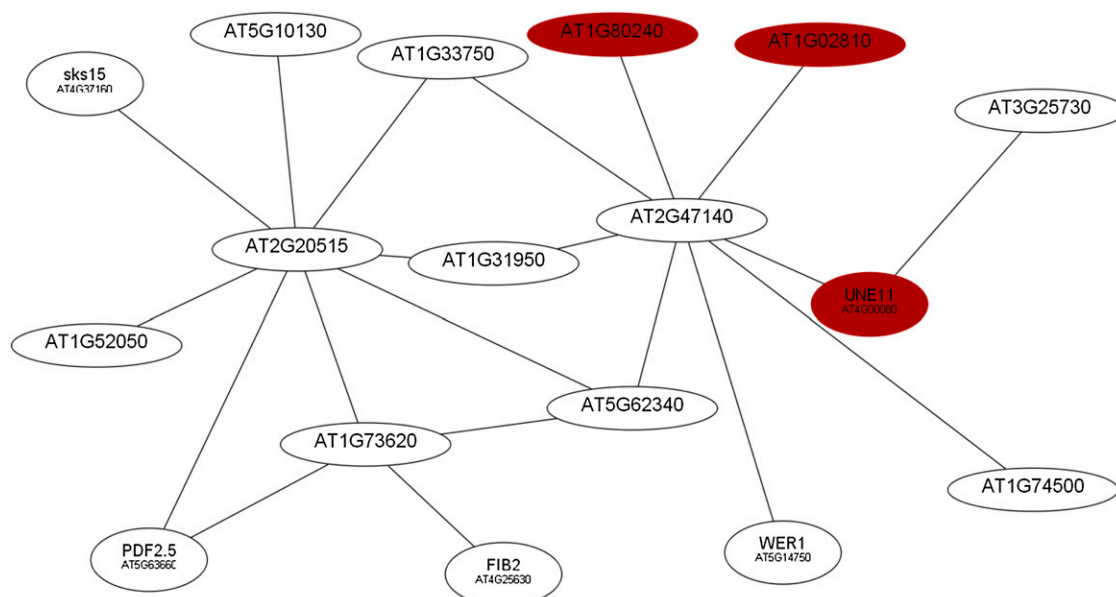 AT5G10130
AT1G33750
AT1G80240
AT1G02810
sks15
AT4G37160
AT3G25730
AT2G47140
AT2G20515
AT1G31950
UNE11
AT4G00080
AT1G52050
AT5G62340
AT1G73620
AT1G74500
PDF2.5
AT5G63660
FIB2
AT4G25630
WER1
AT5G14750